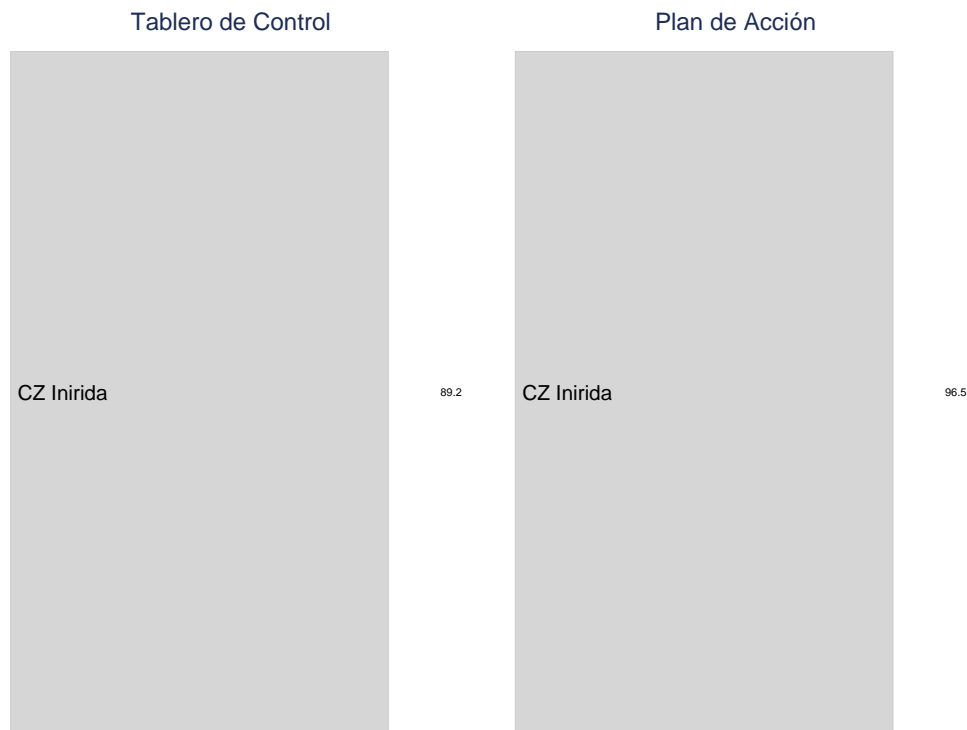 Tablero de Control
CZ Inirida 89.2
Plan de Acción
CZ Inirida 96.5